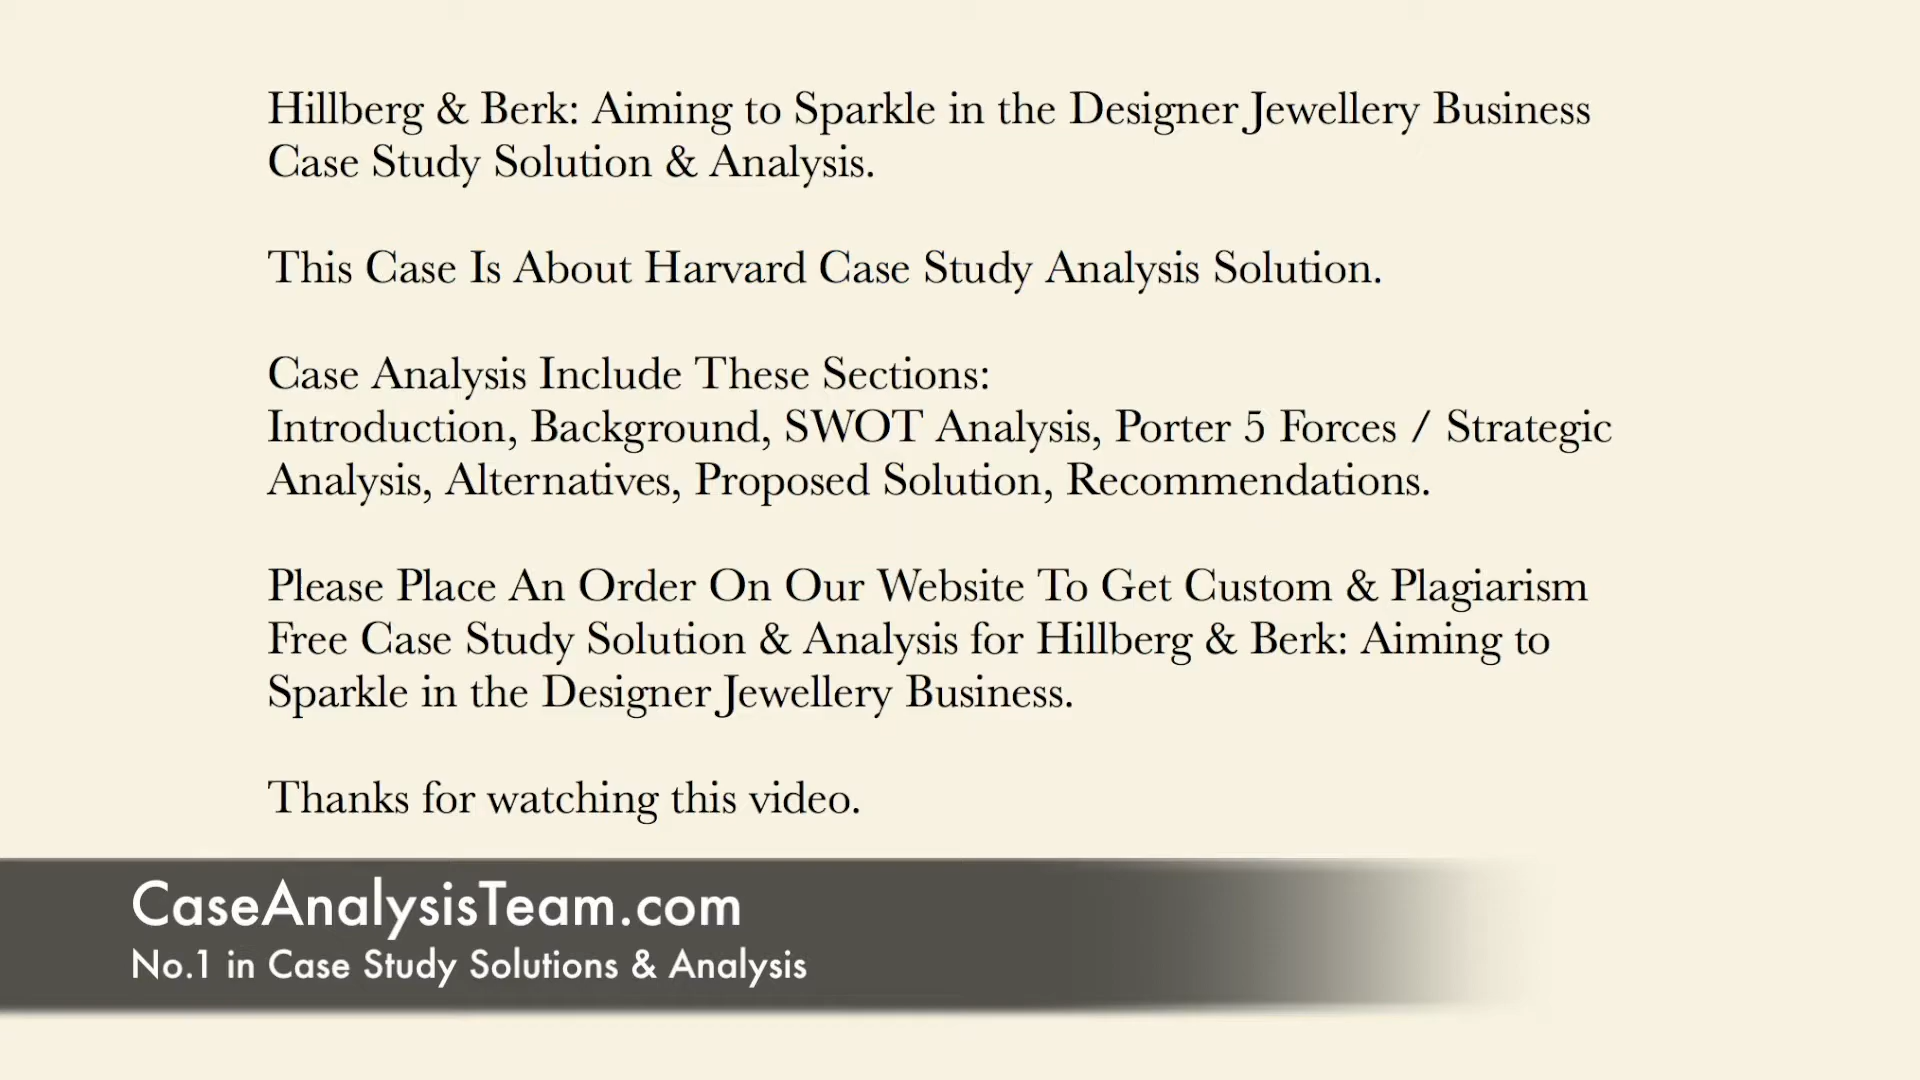 Hillberg & Berk: Aiming to Sparkle in the Designer Jewellery Business
Case Study Solution & Analysis.
This Case Is About Harvard Case Study Analysis Solution.
Case Analysis Include These Sections:
Introduction, Background, SWOT Analysis, Porter 5 Forces / Strategic
Analysis, Alternatives, Proposed Solution, Recommendations.
Please Place An Order On Our Website To Get Custom & Plagiarism
Free Case Study Solution & Analysis for Hillberg & Berk: Aiming to
Sparkle in the Designer Jewellery Business.
Thanks for watching this video.
CaseAnalysisTeam.com
No.1 in Case Study Solutions & Analysis